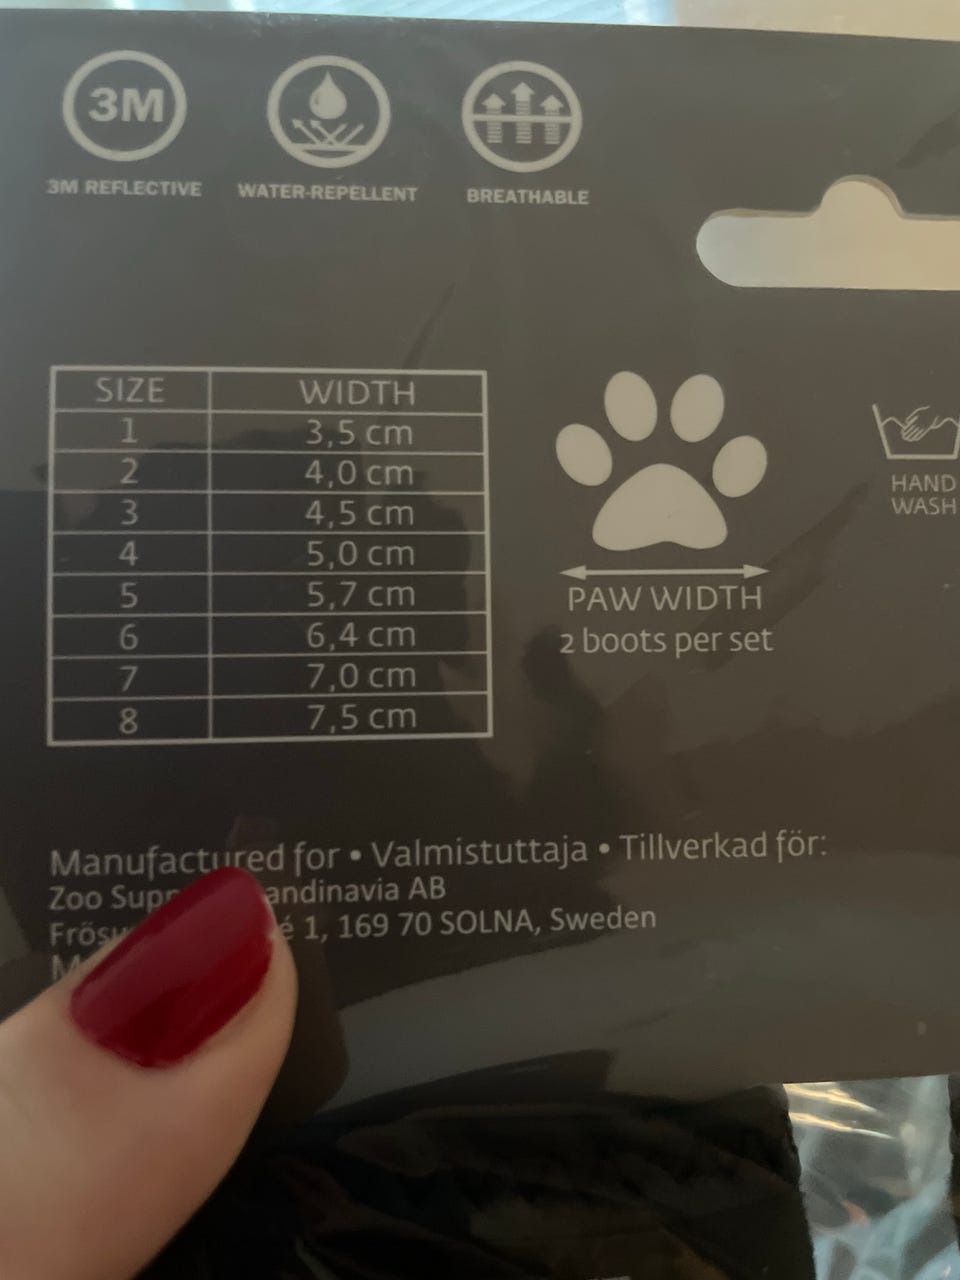 3M
3M REFLECTIVE
WATER-REPELLENT
BREATHABLE
SIZE WIDTH
1 3,5 cm
2 4,0 cm
3 4,5 cm
4 5,0 cm
5 5,7 cm
6 6,4 cm
7 7,0 cm
8 7,5 cm
PAW WIDTH
2 boots per set
HAND
WASH
Manufactured for • Valmistuttaja • Tillverkad för:
Zoo
AB
1, 169 70 SOLNA, Sweden